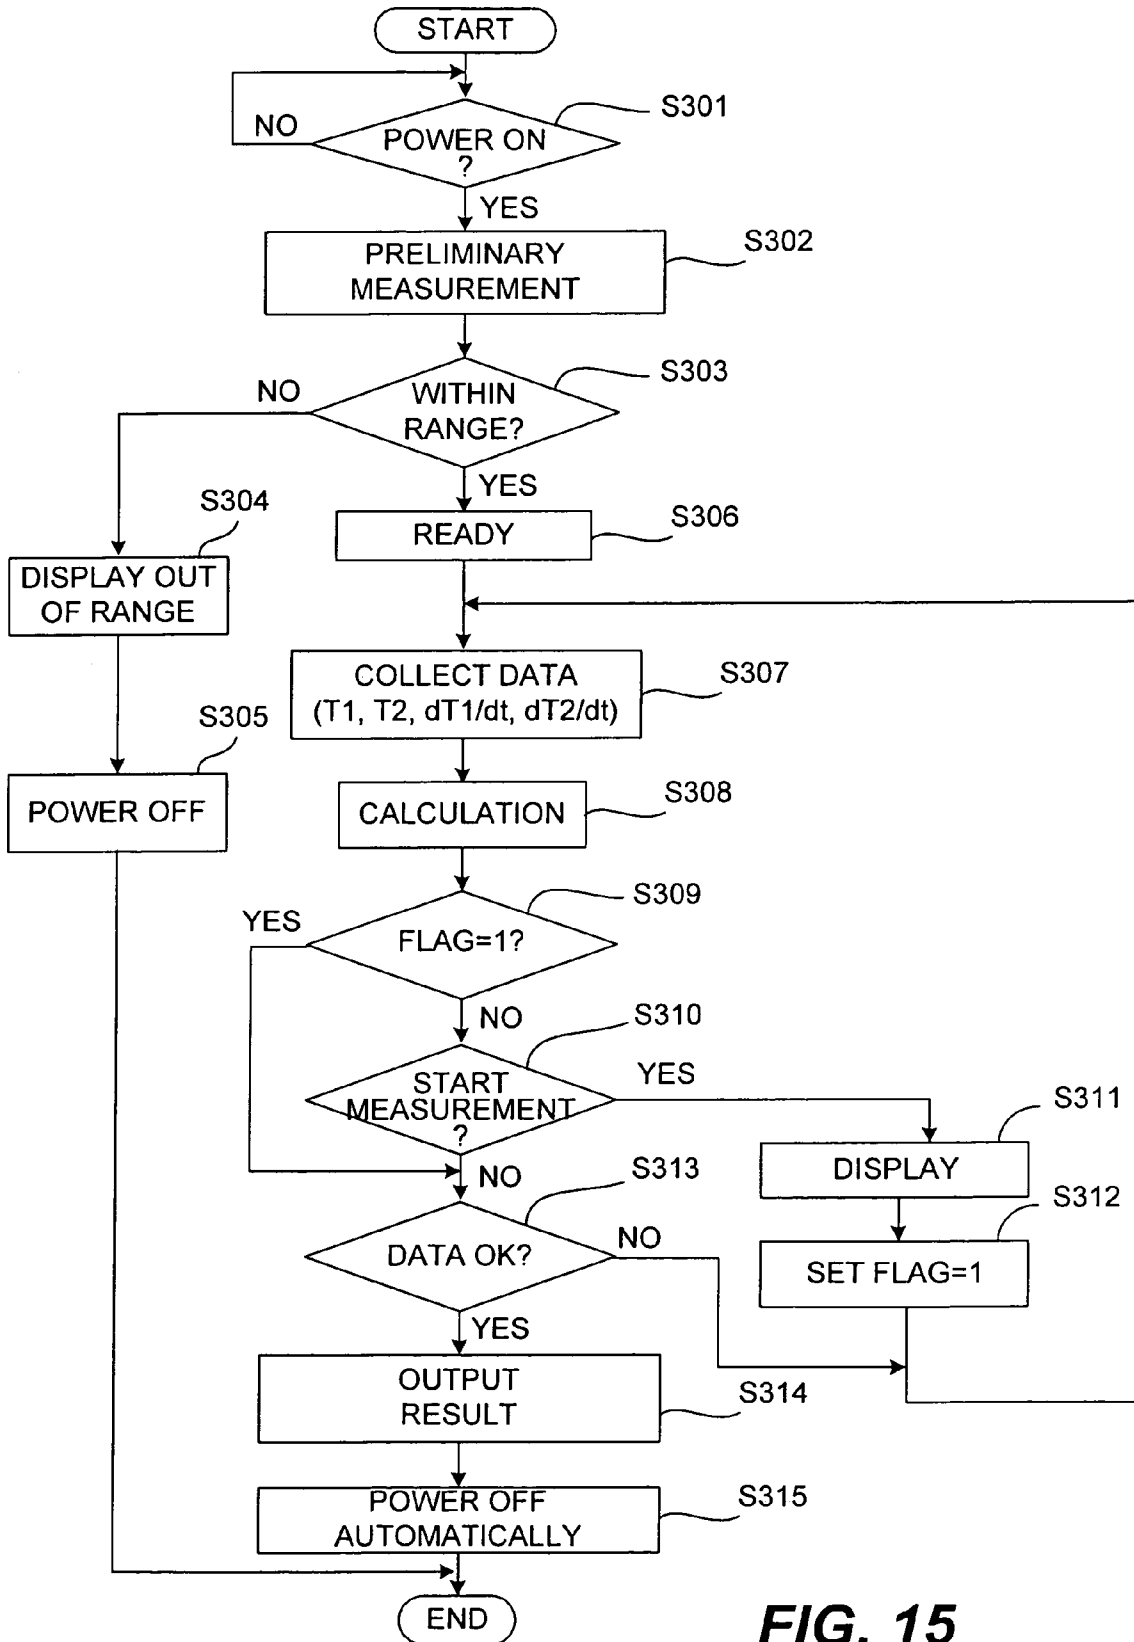 START
S301
NO
POWER ON
?
YES
S302
PRELIMINARY
MEASUREMENT
S303
NO
WITHIN
RANGE?
YES
S304
S306
READY
DISPLAY OUT
OF RANGE
S307
COLLECT DATA
(T1, T2, dT1/dt, dT2/dt)
S305
POWER OFF
S308
CALCULATION
S309
YES
FLAG=1?
NO
S310
START
MEASUREMENT
?
YES
S311
DISPLAY
NO
S313
S312
DATA OK?
NO
SET FLAG=1
YES
OUTPUT
RESULT
S314
POWER OFF
AUTOMATICALLY
S315
END
FIG. 15